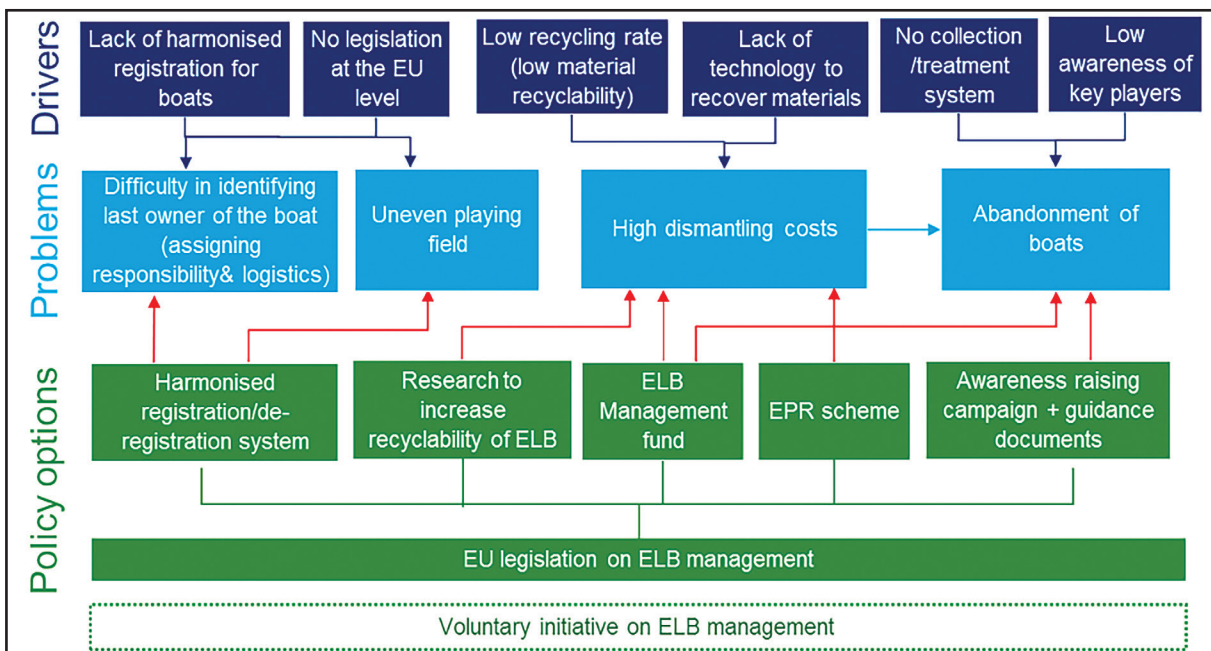 Drivers
Lack of harmonised
registration for
boats
No legislation
at the EU
level
Low recycling rate
(low material
recyclability)
Lack of
technology to
recover materials
No collection
/treatment
system
Low
awareness of
key players
Problems
Difficulty in identifying
last owner of the boat
(assigning
responsibility& logistics)
Uneven playing
field
High dismantling costs
Abandonment of
boats
Policy options
Harmonised
registration/de-
registration system
Research to
increase
recyclability of ELB
ELB
Management
fund
EPR scheme
Awareness raising
campaign + guidance
documents
EU legislation on ELB management
Voluntary initiative on ELB management